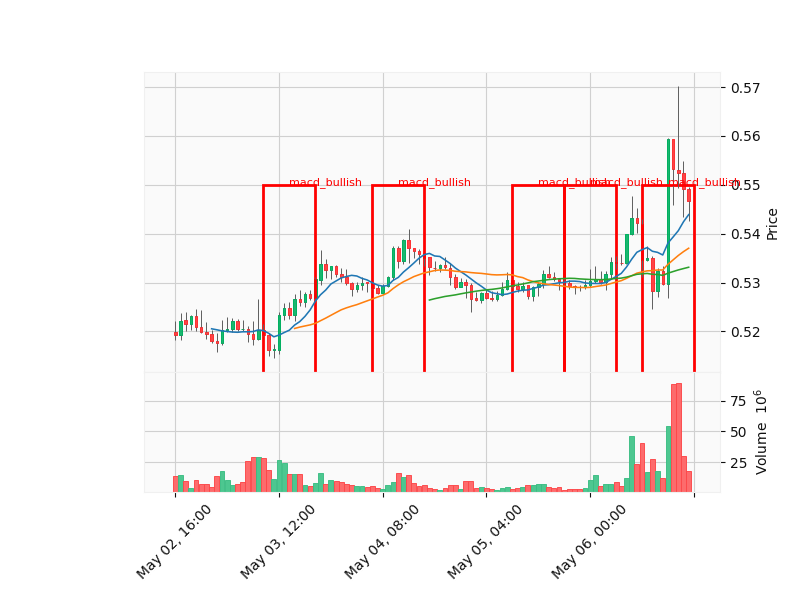 0.57
0.56
macd_bullish macd_bullish macd_bullish macd_bullish macd_bullish 0.55
0.54
Price
0.53
0.52
75
50
25
Volume 10^6
May 02, 16:00
May 03, 12:00
May 04, 08:00
May 05, 04:00
May 06, 00:00